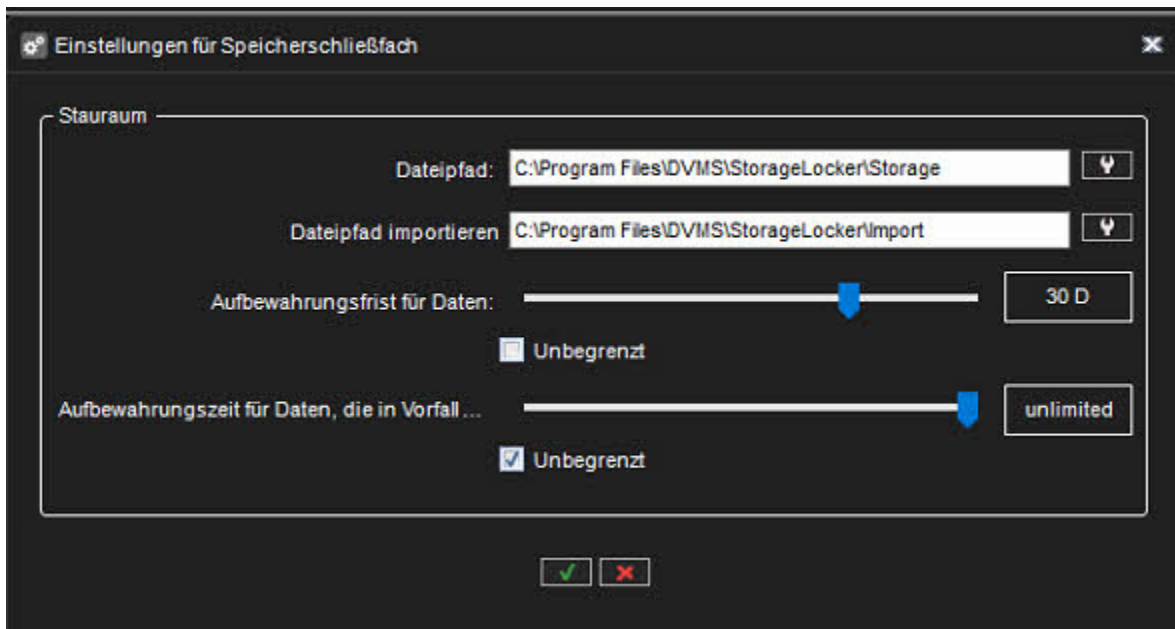 Einstellungen für Speicherschließfach
Stauraum
Dateipfad: C:\Program Files\DVMS\StorageLocker\Storage
Dateipfad importieren C:\Program Files\DVMS\StorageLocker\Import
Aufbewahrungsfrist für Daten: 30 D
Unbegrenzt
Aufbewahrungszeit für Daten, die in Vorfall ... unlimited
Unbegrenzt